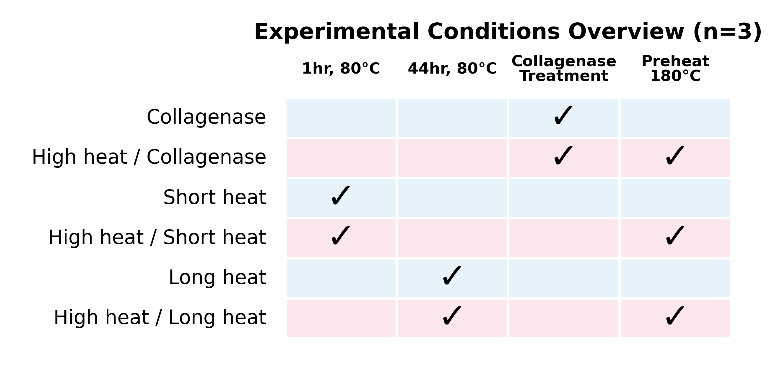 Experimental Conditions Overview (n=3)
1hr, 80°C
44hr, 80°C
Collagenase
Treatment
Preheat
180°C
Collagenase ✓
High heat / Collagenase ✓ ✓
Short heat ✓
High heat / Short heat ✓ ✓
Long heat ✓
High heat / Long heat ✓ ✓